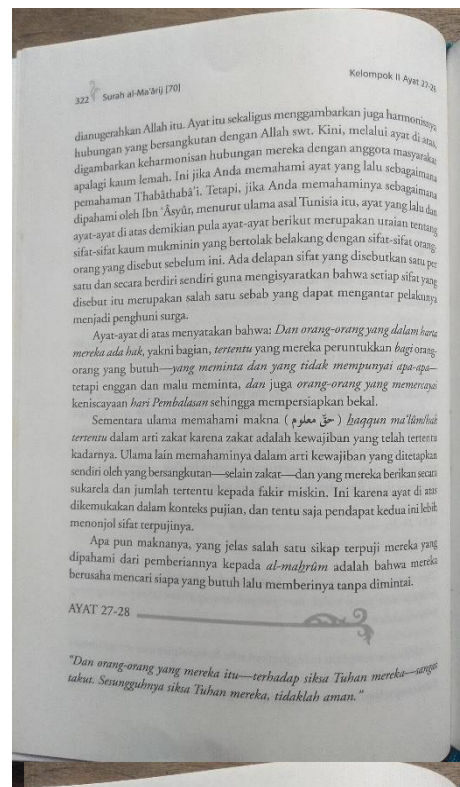 322 Surah al-Ma'ârij [70]
Kelompok II Ayat 27-28
dianugerahkan Allah itu. Ayat itu sekaligus menggambarkan juga harmonisnya
hubungan yang bersangkutan dengan Allah swt. Kini, melalui ayat di atas,
digambarkan keharmonisan hubungan mereka dengan anggota masyarakat
apalagi kaum lemah. Ini jika Anda memahami ayat yang lalu sebagaimana
pemahaman Thabâthabâ'i. Tetapi, jika Anda memahaminya sebagaimana
dipahami oleh Ibn 'Âsyûr, menurut ulama asal Tunisia itu, ayat yang lalu dan
ayat-ayat di atas demikian pula ayat-ayat berikut merupakan uraian tentang
sifat-sifat kaum mukminin yang bertolak belakang dengan sifat-sifat orang-
orang yang disebut sebelum ini. Ada delapan sifat yang disebutkan satu per
satu dan secara berdiri sendiri guna mengisyaratkan bahwa setiap sifat yang
disebut itu merupakan salah satu sebab yang dapat mengantar pelakunya
menjadi penghuni surga.
Ayat-ayat di atas menyatakan bahwa: Dan orang-orang yang dalam harta
mereka ada hak, yakni bagian, tertentu yang mereka peruntukkan bagi orang-
orang yang butuh—yang meminta dan yang tidak mempunyai apa-apa—
tetapi enggan dan malu meminta, dan juga orang-orang yang memercayai
keniscayaan hari Pembalasan sehingga mempersiapkan bekal.
Sementara ulama memahami makna ( حقّ معلوم ) haqqun ma'lûm/hak
tertentu dalam arti zakat karena zakat adalah kewajiban yang telah tertentu
kadarnya. Ulama lain memahaminya dalam arti kewajiban yang ditetapkan
sendiri oleh yang bersangkutan—selain zakat—dan yang mereka berikan secara
sukarela dan jumlah tertentu kepada fakir miskin. Ini karena ayat di atas
dikemukakan dalam konteks pujian, dan tentu saja pendapat kedua ini lebih
menonjol sifat terpujinya.
Apa pun maknanya, yang jelas salah satu sikap terpuji mereka yang
dipahami dari pemberiannya kepada al-mahrûm adalah bahwa mereka
berusaha mencari siapa yang butuh lalu memberinya tanpa dimintai.
AYAT 27-28
"Dan orang-orang yang mereka itu—terhadap siksa Tuhan mereka—sangat
takut. Sesungguhnya siksa Tuhan mereka, tidaklah aman."